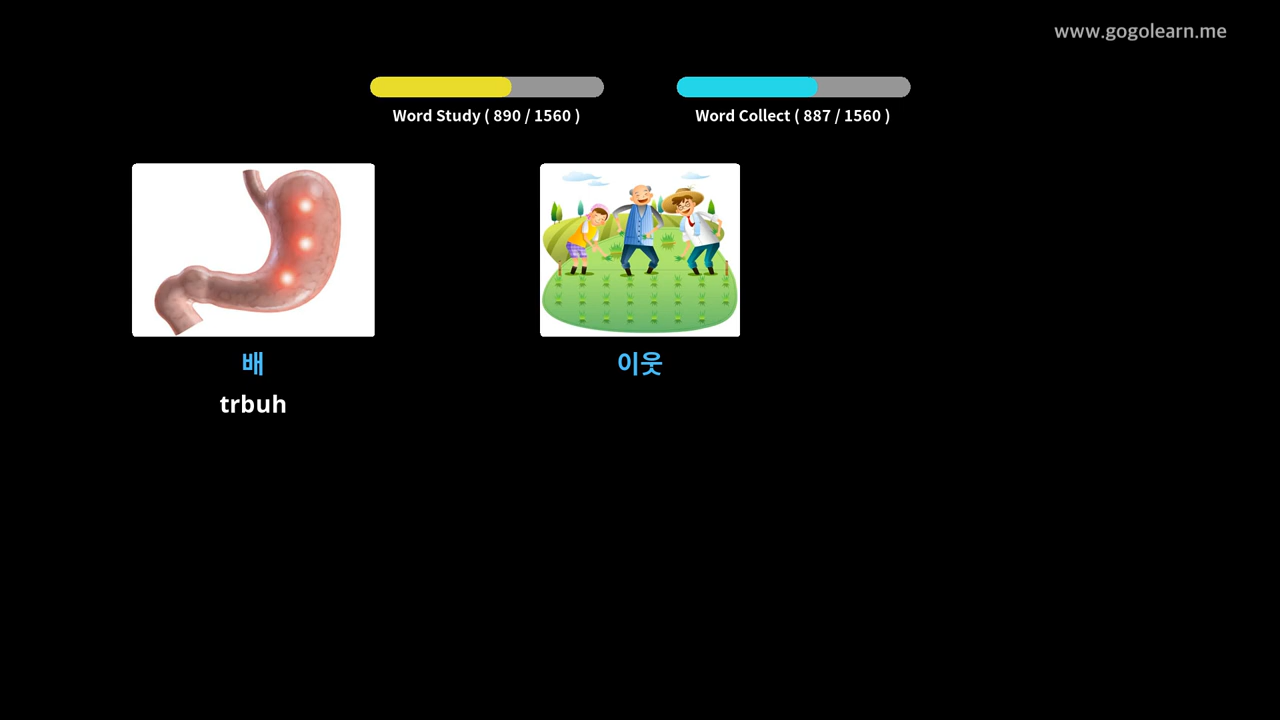 www.gogolearn.me
Word Study ( 890 / 1560 )
Word Collect ( 887 / 1560 )
배
이웃
trbuh